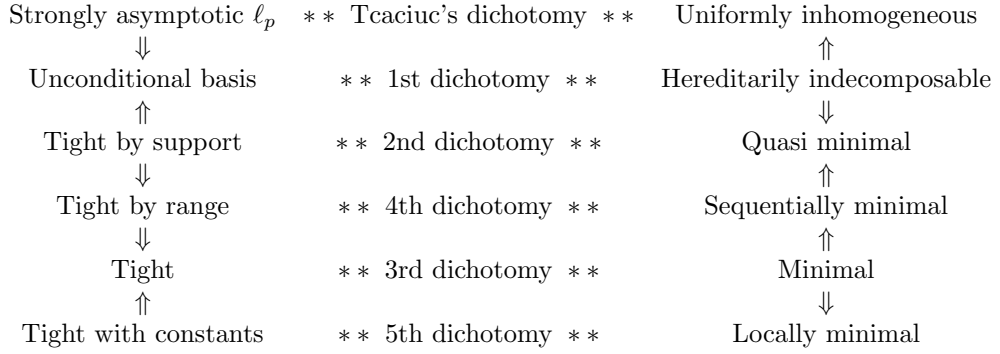 Strongly asymptotic ℓₚ ∗∗ Tcaciuc's dichotomy ∗∗ Uniformly inhomogeneous
⇓ ⇑
Unconditional basis ∗∗ 1st dichotomy ∗∗ Hereditarily indecomposable
⇑ ⇓
Tight by support ∗∗ 2nd dichotomy ∗∗ Quasi minimal
⇓ ⇑
Tight by range ∗∗ 4th dichotomy ∗∗ Sequentially minimal
⇓ ⇑
Tight ∗∗ 3rd dichotomy ∗∗ Minimal
⇑ ⇓
Tight with constants ∗∗ 5th dichotomy ∗∗ Locally minimal